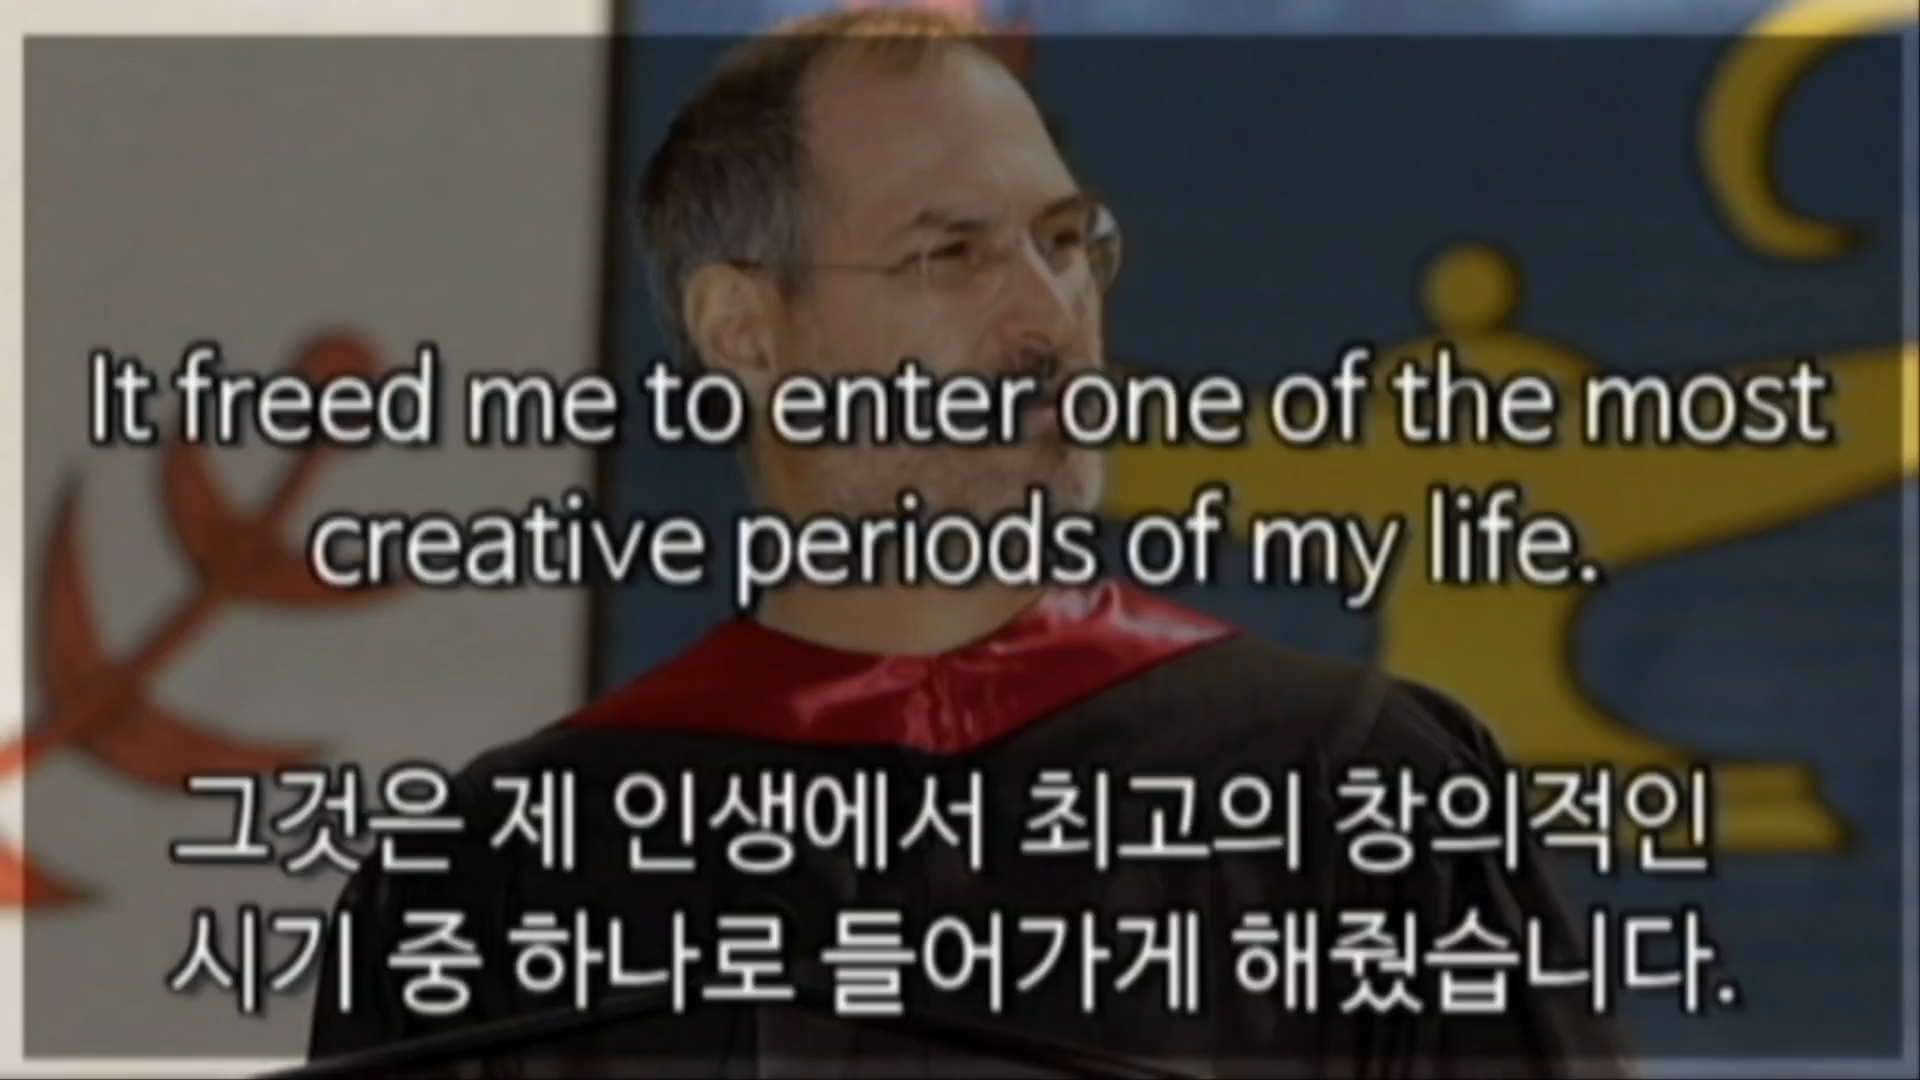 It freed me to enter one of the most
creative periods of my life.
그것은 제 인생에서 최고의 창의적인
시기 중 하나로 들어가게 해줬습니다.